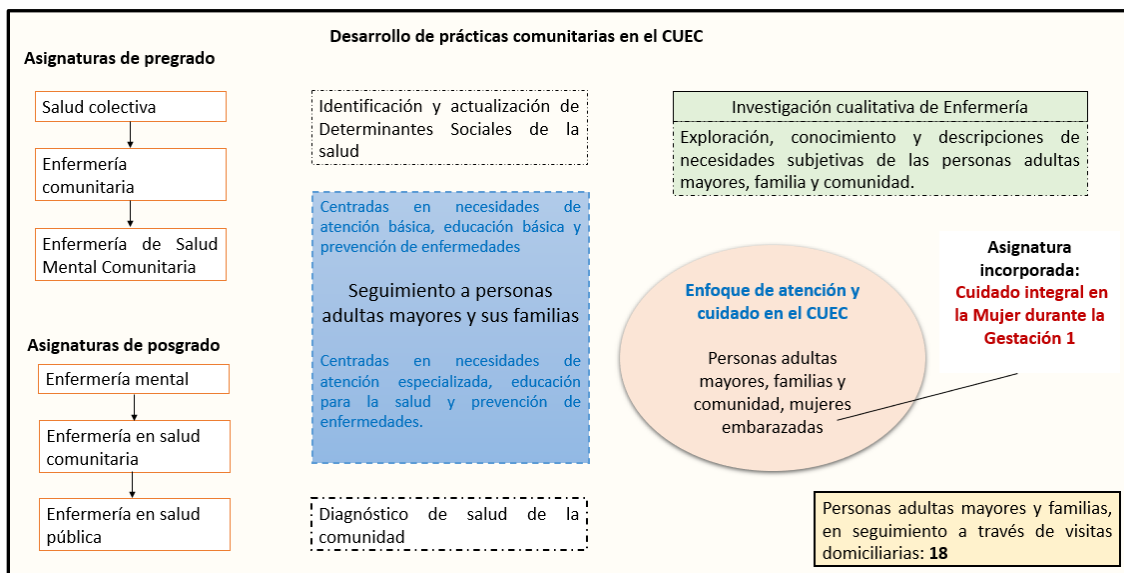 Desarrollo de prácticas comunitarias en el CUEC
Asignaturas de pregrado
Salud colectiva
Enfermería
comunitaria
Enfermería de Salud
Mental Comunitaria
Asignaturas de posgrado
Enfermería mental
Enfermería en salud
comunitaria
Enfermería en salud
pública
Identificación y actualización de
Determinantes Sociales de la
salud
Centradas en necesidades de
atención básica, educación básica y
prevención de enfermedades
Seguimiento a personas
adultas mayores y sus familias
Centradas en necesidades de
atención especializada, educación
para la salud y prevención de
enfermedades.
Diagnóstico de salud de la
comunidad
Investigación cualitativa de Enfermería
Exploración, conocimiento y descripciones de
necesidades subjetivas de las personas adultas
mayores, familia y comunidad.
Enfoque de atención y
cuidado en el CUEC
Personas adultas
mayores, familias y
comunidad, mujeres
embarazadas
Asignatura
incorporada:
Cuidado integral en
la Mujer durante la
Gestación 1
Personas adultas mayores y familias,
en seguimiento a través de visitas
domiciliarias: 18